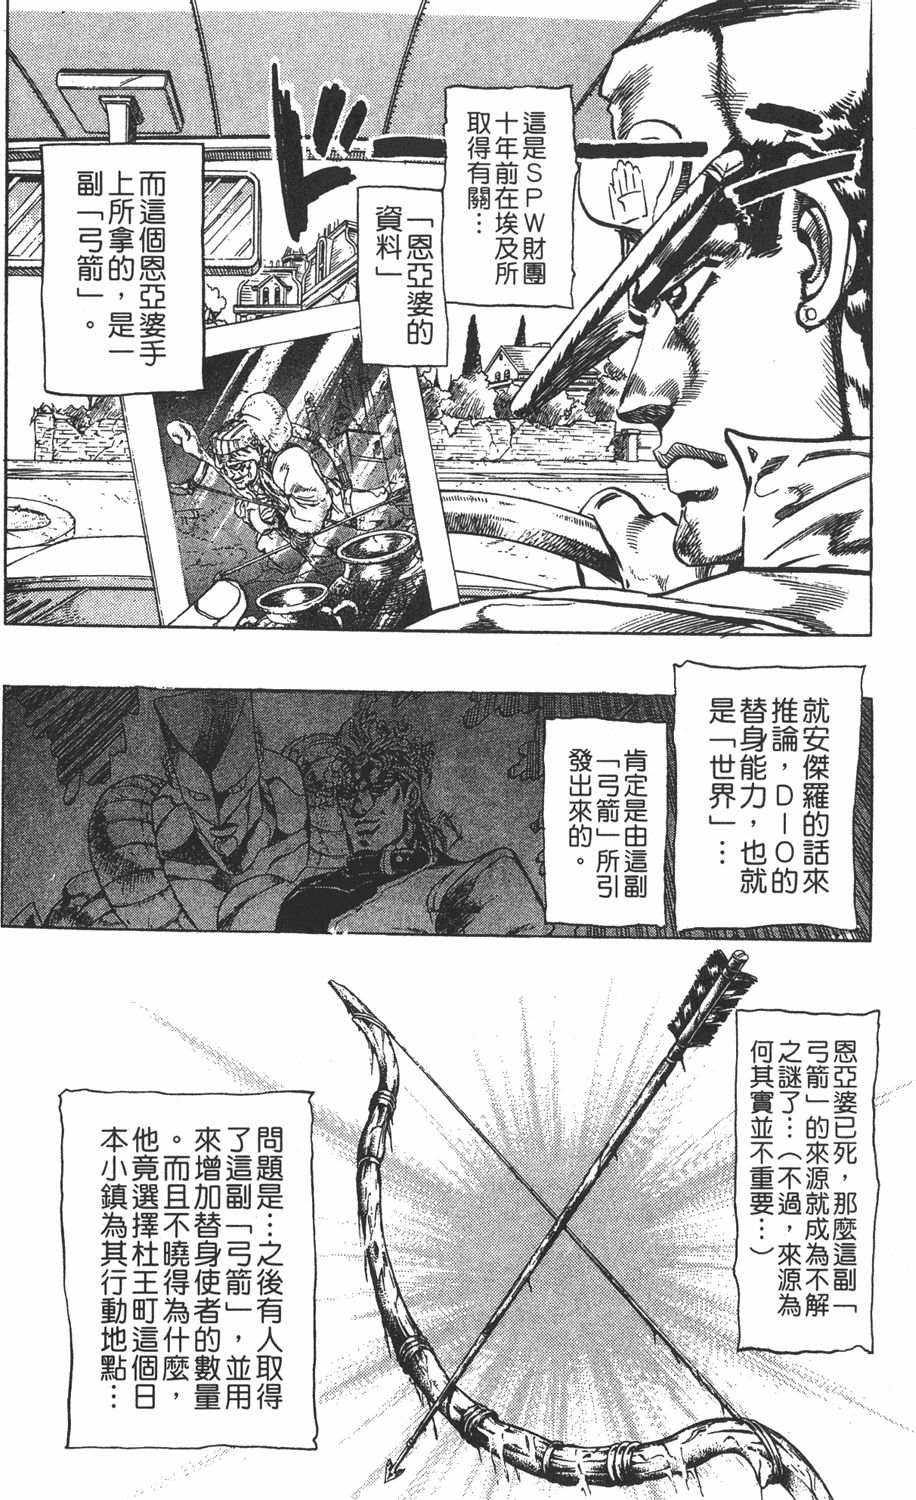 這是SPW財團
十年前在埃及所
取得有關…
「恩亞婆的
資料」
而這個恩亞婆手
上所拿的，是一
副「弓箭」。
就安傑羅的話來
推論，DIO的
替身能力，也就
是「世界」…
肯定是由這副
「弓箭」所引
發出來的。
恩亞婆已死，那麼這副「
弓箭」的來源就成為不解
之謎了…（不過，來源為
何其實並不重要…）
問題是…之後有人取得
了這副「弓箭」，並用
來增加替身使者的數量
。而且不曉得為什麼，
他竟選擇杜王町這個日
本小鎮為其行動地點…